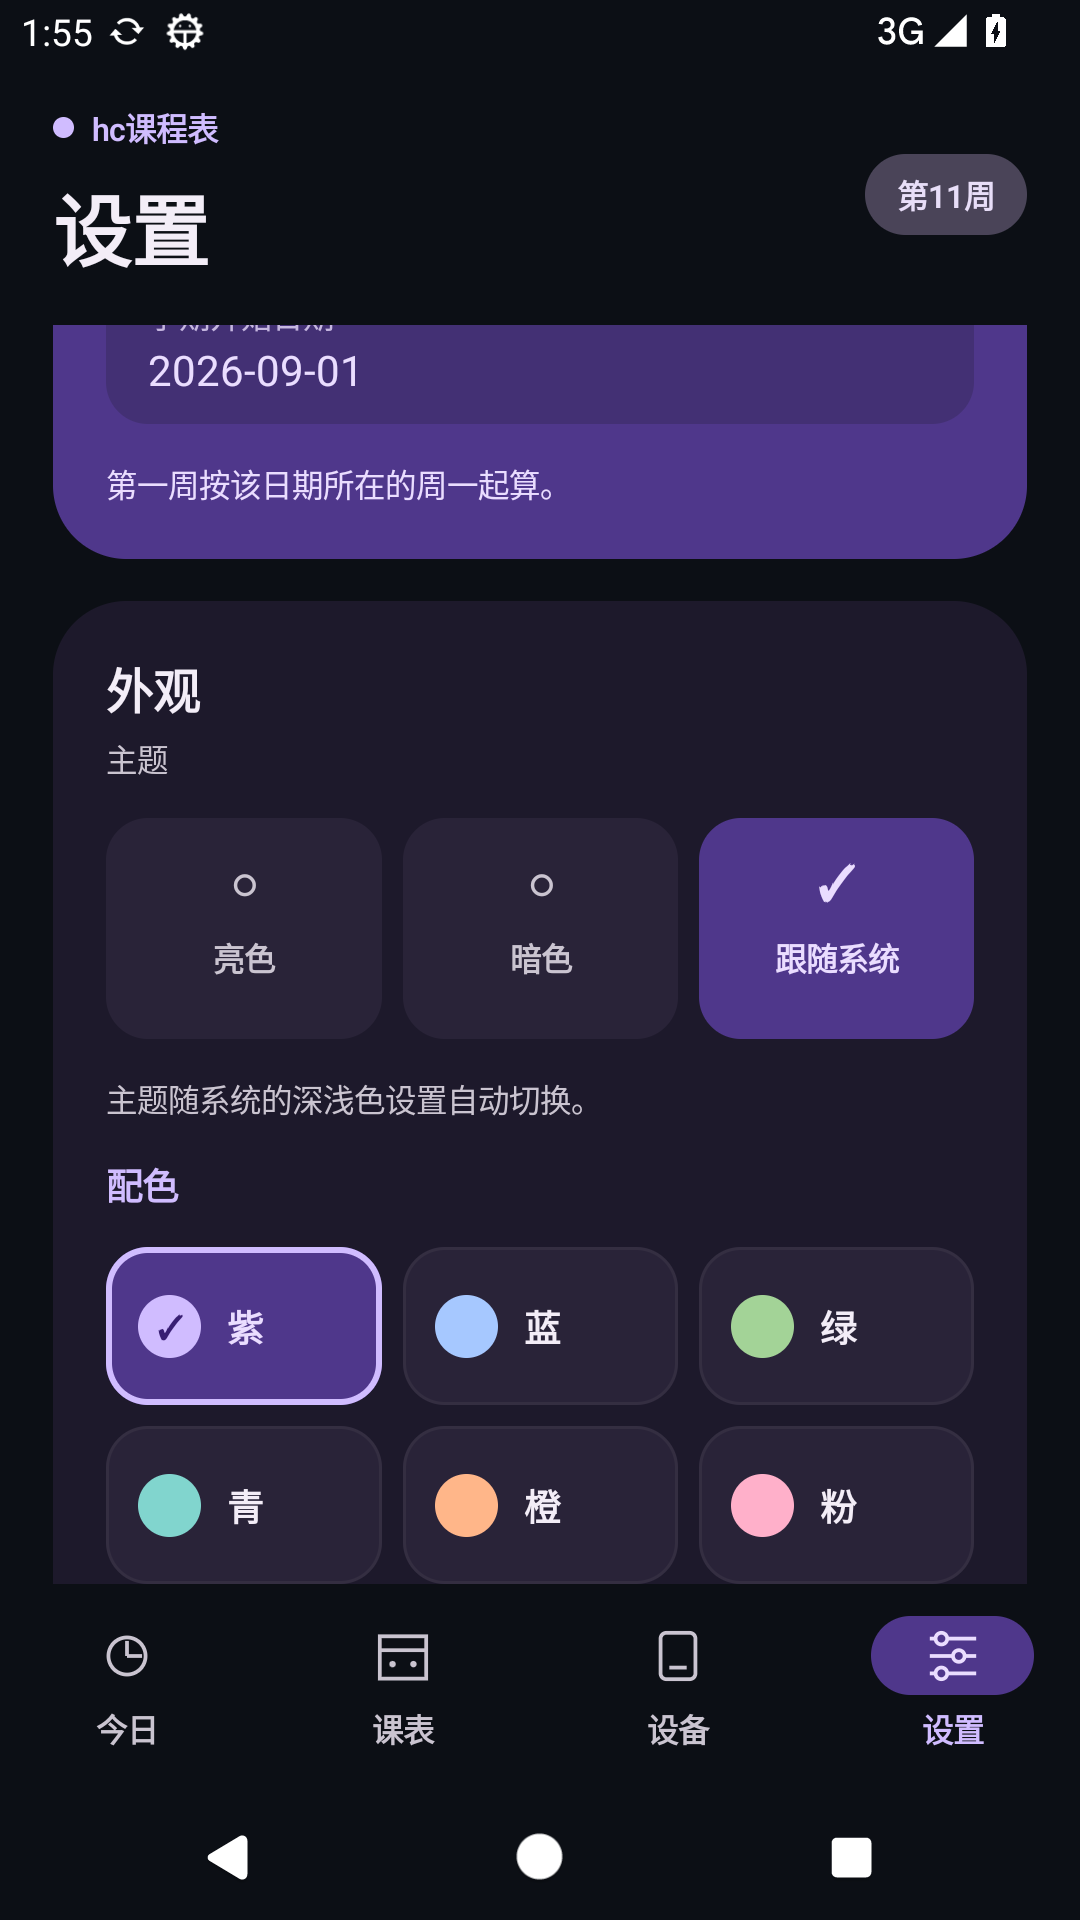 1:55
3G
hc课程表
设置
第11周
2026-09-01
第一周按该日期所在的周一起算。
外观
主题
亮色
暗色
跟随系统
主题随系统的深浅色设置自动切换。
配色
紫
蓝
绿
青
橙
粉
今日
课表
设备
设置